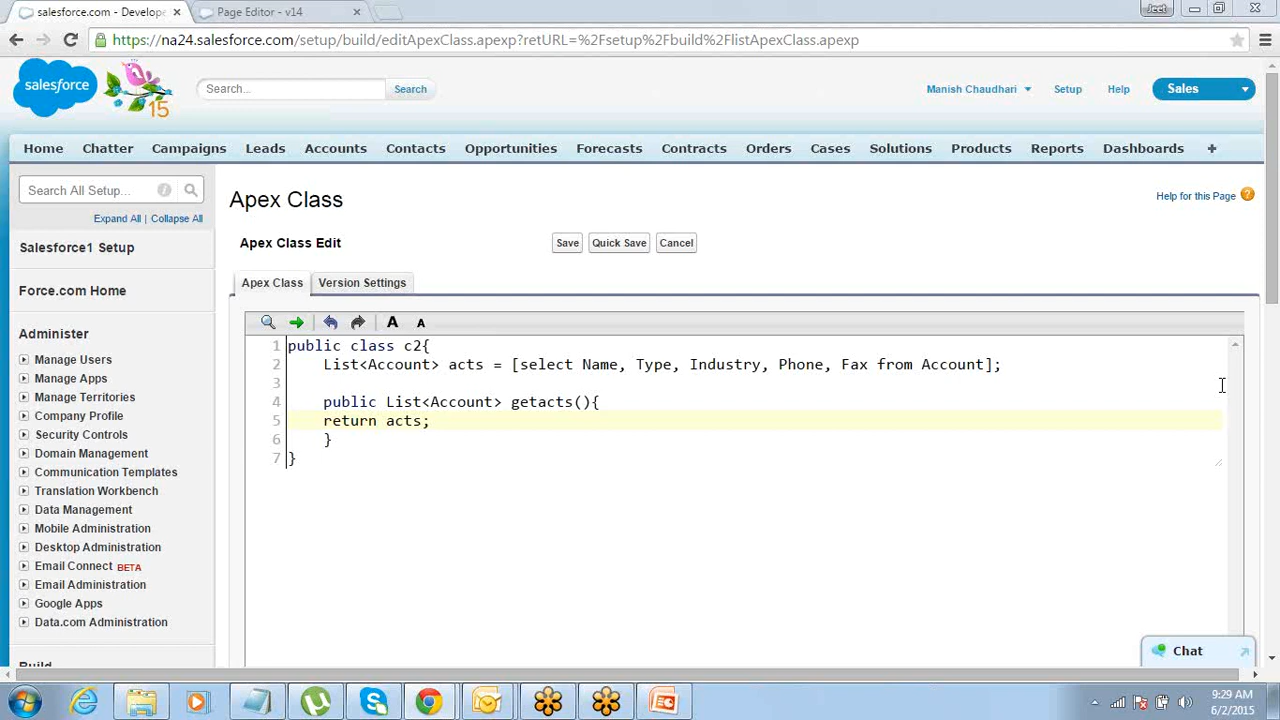 salesforce.com - Develope
Page Editor - v14
Jeet
https://na24.salesforce.com/setup/build/editApexClass.apexp?retURL=%2Fsetup%2Fbuild%2FlistApexClass.apexp
salesforce
15
Search...
Search
Manish Chaudhari
Setup
Help
Sales
Home
Chatter
Campaigns
Leads
Accounts
Contacts
Opportunities
Forecasts
Contracts
Orders
Cases
Solutions
Products
Reports
Dashboards
+
Search All Setup...
Expand All | Collapse All
Salesforce1 Setup
Force.com Home
Administer
Manage Users
Manage Apps
Manage Territories
Company Profile
Security Controls
Domain Management
Communication Templates
Translation Workbench
Data Management
Mobile Administration
Desktop Administration
Email Connect BETA
Email Administration
Google Apps
Data.com Administration
Build
Apex Class
Help for this Page
Apex Class Edit
Save
Quick Save
Cancel
Apex Class
Version Settings
A
A
1 public class c2{
2 List<Account> acts = [select Name, Type, Industry, Phone, Fax from Account];
3
4 public List<Account> getacts(){
5 return acts;
6 }
7 }
Chat
9:29 AM
6/2/2015